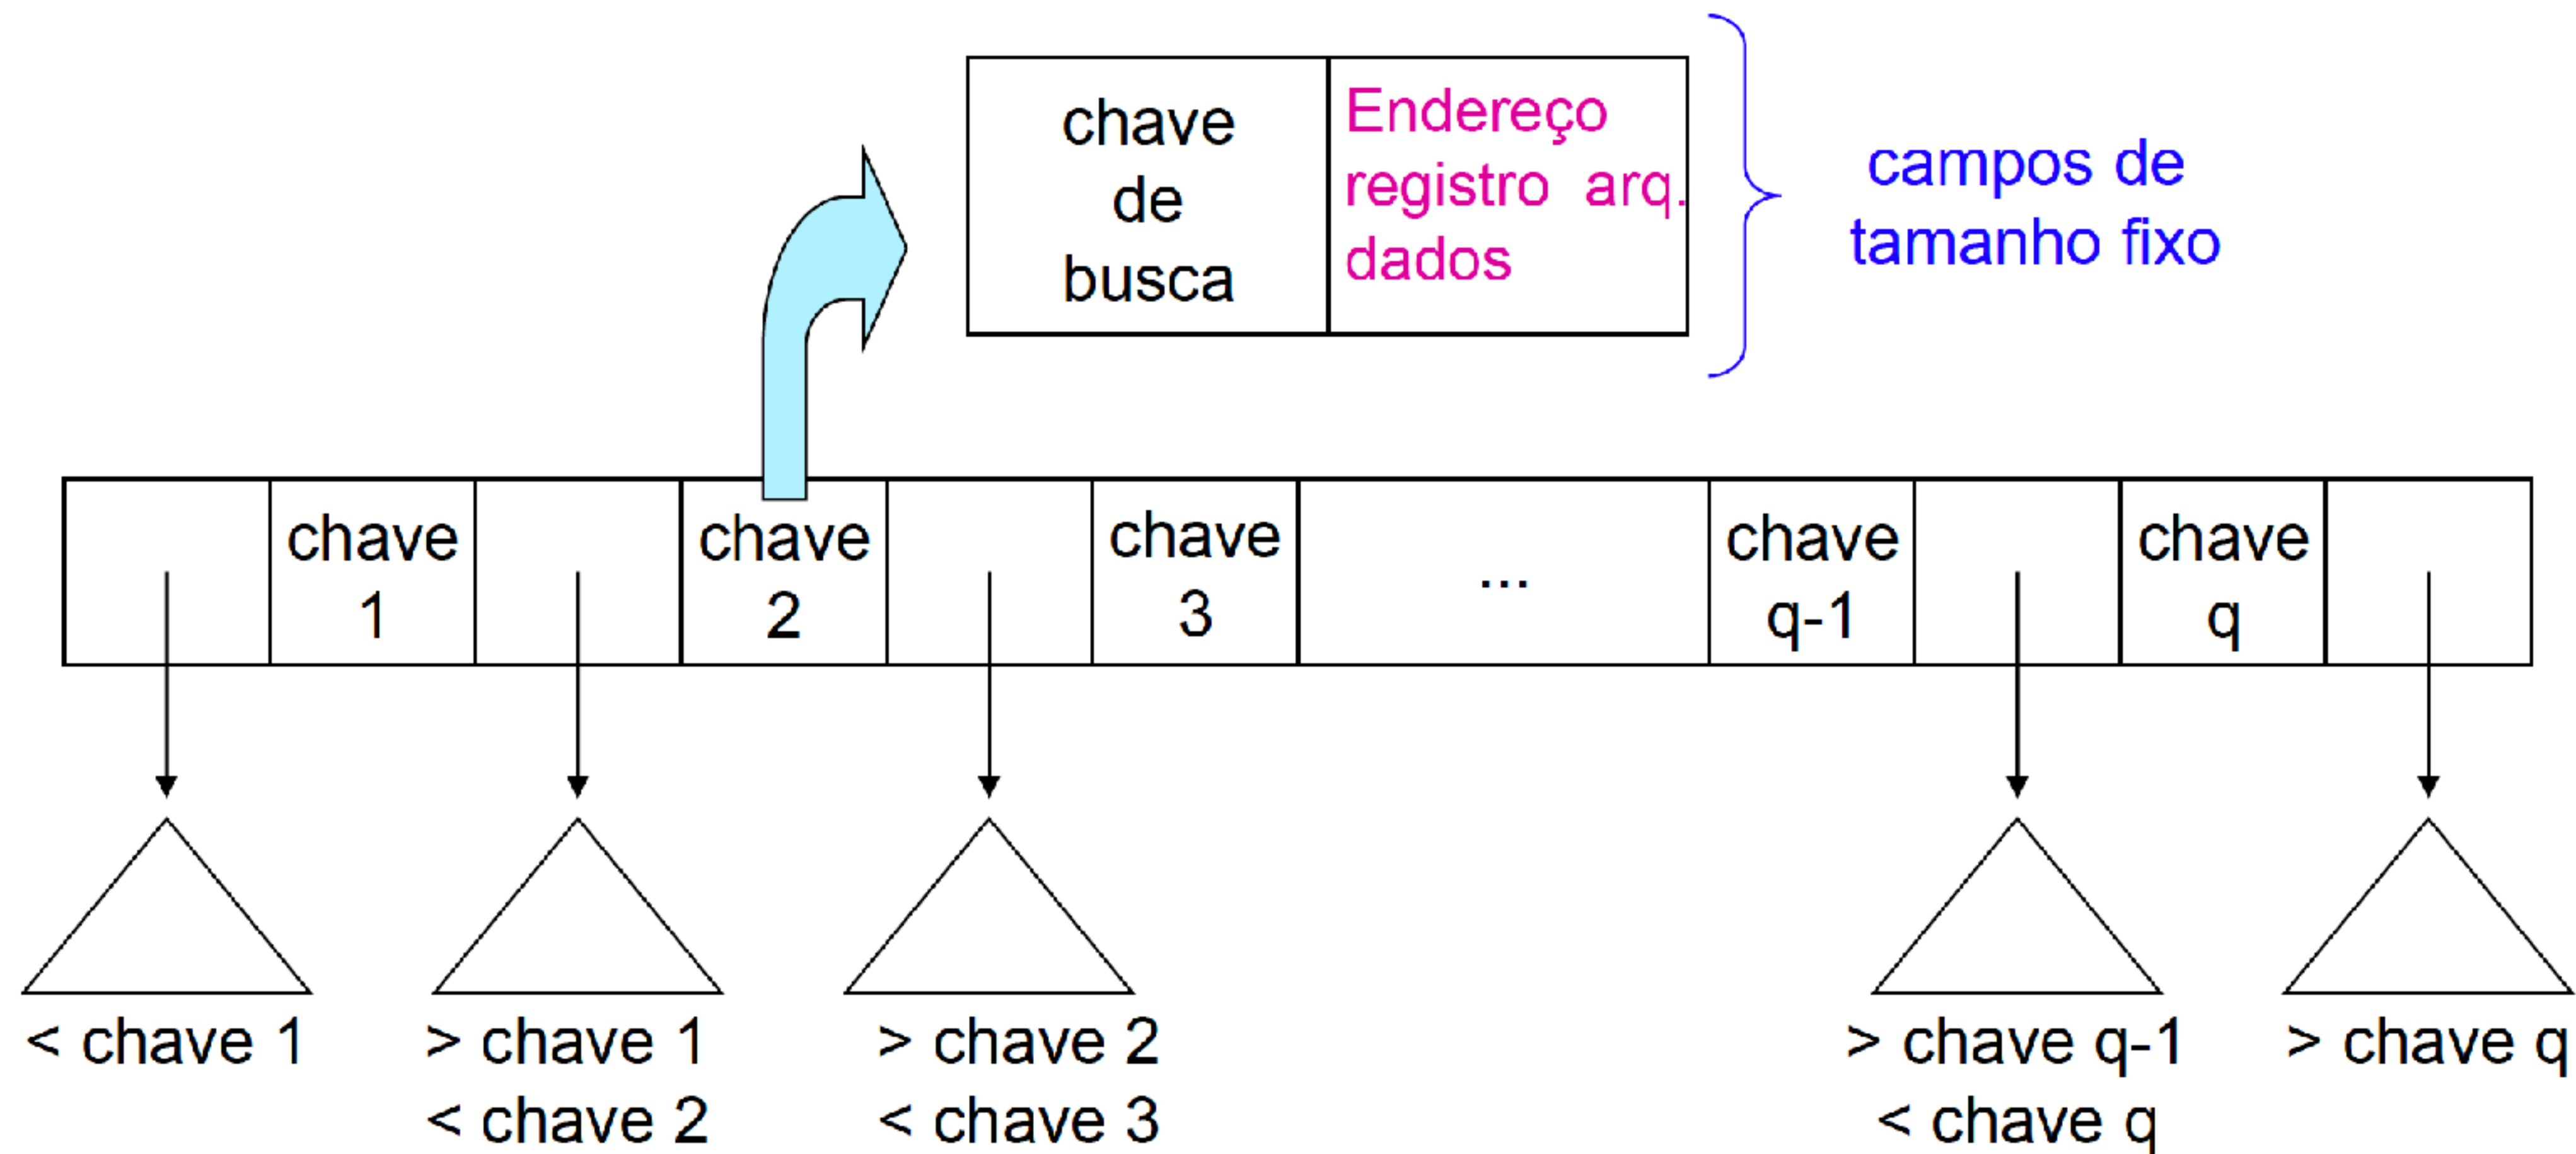 chave
de
busca
Endereço
registro arq.
dados
campos de
tamanho fixo
chave
1
chave
2
chave
3
...
chave
q-1
chave
q
< chave 1
> chave 1
< chave 2
> chave 2
< chave 3
> chave q-1
< chave q
> chave q